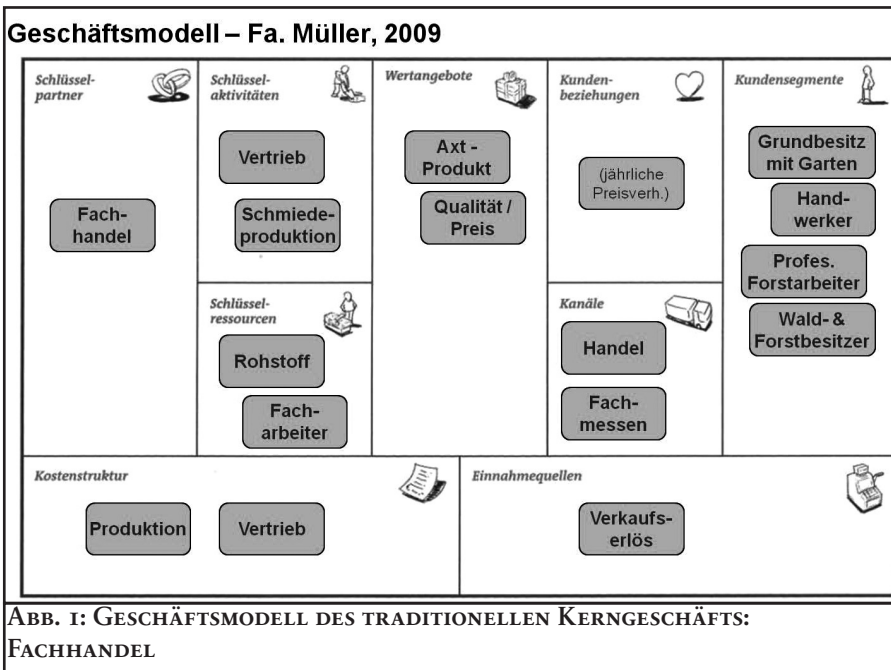 Geschäftsmodell – Fa. Müller, 2009
Schlüssel-
partner
Fach-
handel
Schlüssel-
aktivitäten
Vertrieb
Schmiede-
produktion
Schlüssel-
ressourcen
Rohstoff
Fach-
arbeiter
Wertangebote
Axt -
Produkt
Qualität /
Preis
Kunden-
beziehungen
(jährliche
Preisverh.)
Kanäle
Handel
Fach-
messen
Kundensegmente
Grundbesitz
mit Garten
Hand-
werker
Profes.
Forstarbeiter
Wald- &
Forstbesitzer
Kostenstruktur
Produktion
Vertrieb
Einnahmequellen
Verkaufs-
erlös
Abb. 1: Geschäftsmodell des traditionellen Kerngeschäfts:
Fachhandel